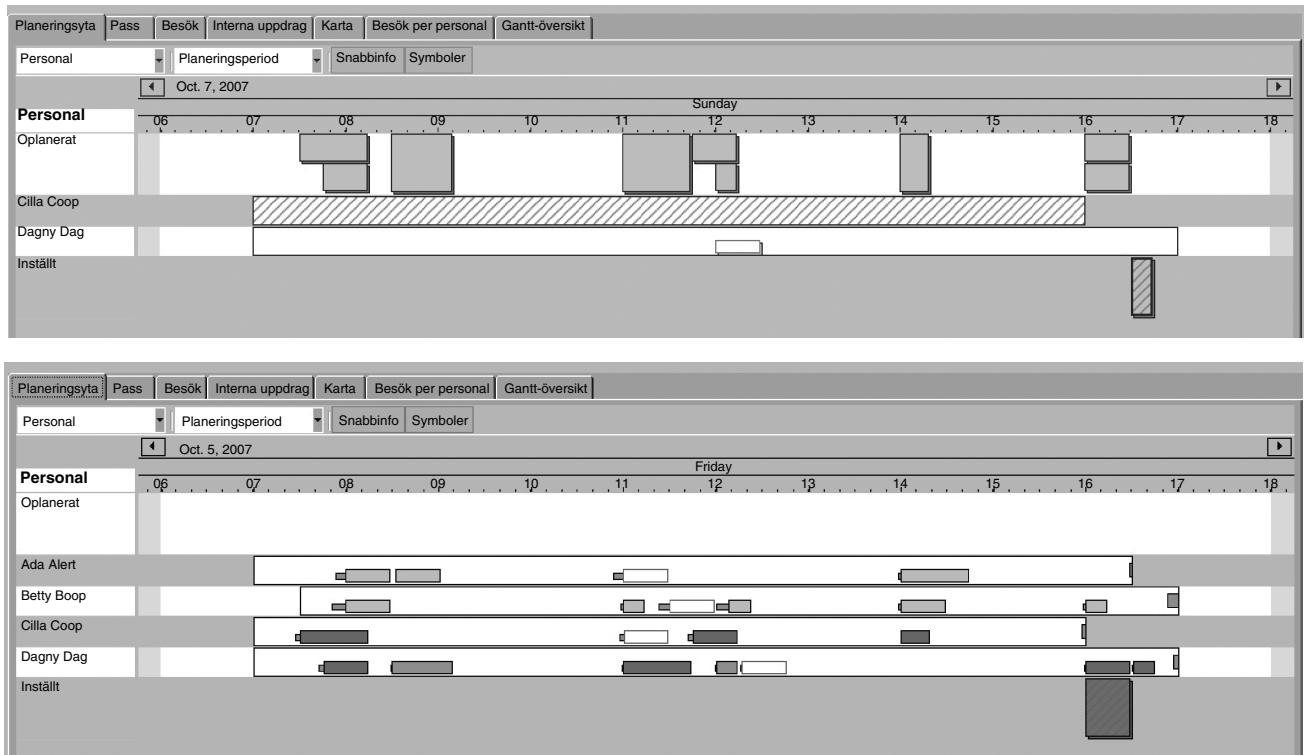 Planeringsyta Pass Besök Interna uppdrag Karta Besök per personal Gantt-översikt
Personal Planeringsperiod Snabbinfo Symboler
Oct. 7, 2007
Sunday
Personal
06 07 08 09 10 11 12 13 14 15 16 17 18
Oplanerat
Cilla Coop
Dagny Dag
Inställt
Planeringsyta Pass Besök Interna uppdrag Karta Besök per personal Gantt-översikt
Personal Planeringsperiod Snabbinfo Symboler
Oct. 5, 2007
Friday
Personal
06 07 08 09 10 11 12 13 14 15 16 17 18
Oplanerat
Ada Alert
Betty Boop
Cilla Coop
Dagny Dag
Inställt